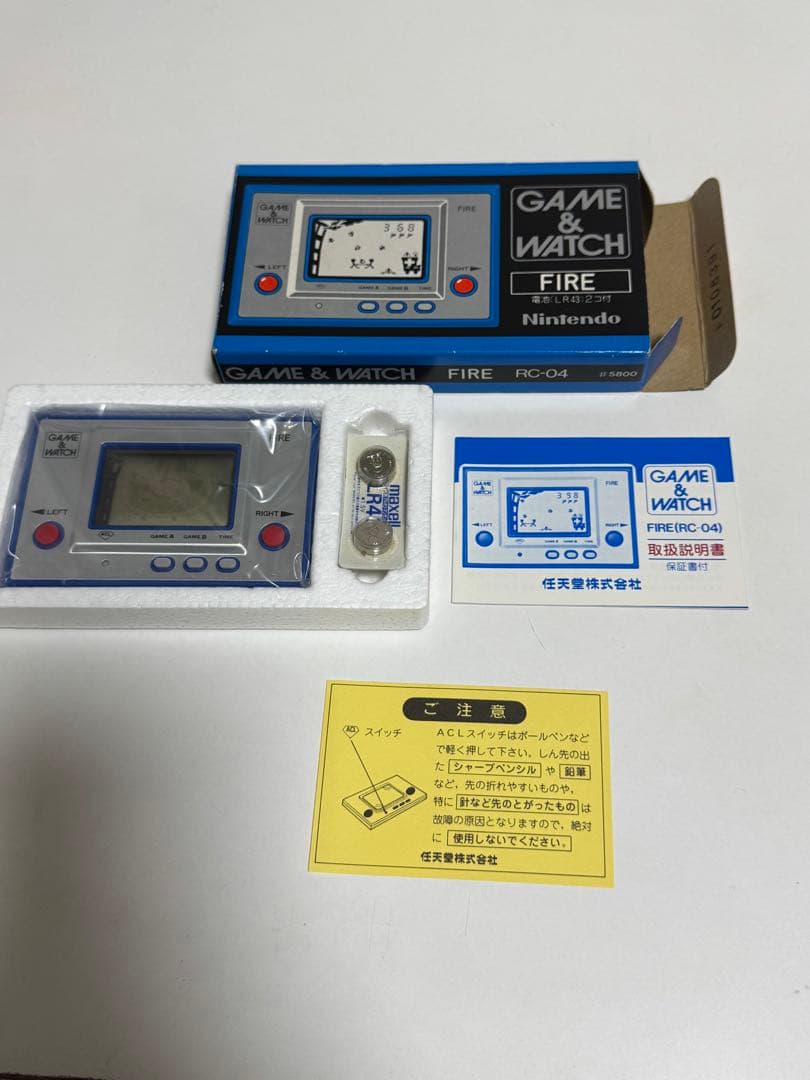 GAME
&
WATCH
FIRE
368
LEFT
RIGHT
GAME A
GAME B
TIME
GAME
&
WATCH
FIRE
電池(LR43)2コ付
Nintendo
GAME & WATCH FIRE RC-04 ¥5800
GAME
&
WATCH
FIRE
LEFT
RIGHT
ACL
GAME A
GAME B
TIME
maxell
LR4
GAME
&
WATCH
FIRE
398
LEFT
RIGHT
GAME
&
WATCH
FIRE(RC-04)
取扱説明書
保証書付
任天堂株式会社
ご注意
ACL スイッチ
ACLスイッチはボールペンなど
で軽く押して下さい。しん先の出
た シャープペンシル や 鉛筆
など、先の折れやすいものや、
特に 針など先のとがったもの は
故障の原因となりますので、絶対
に 使用しないでください。
任天堂株式会社